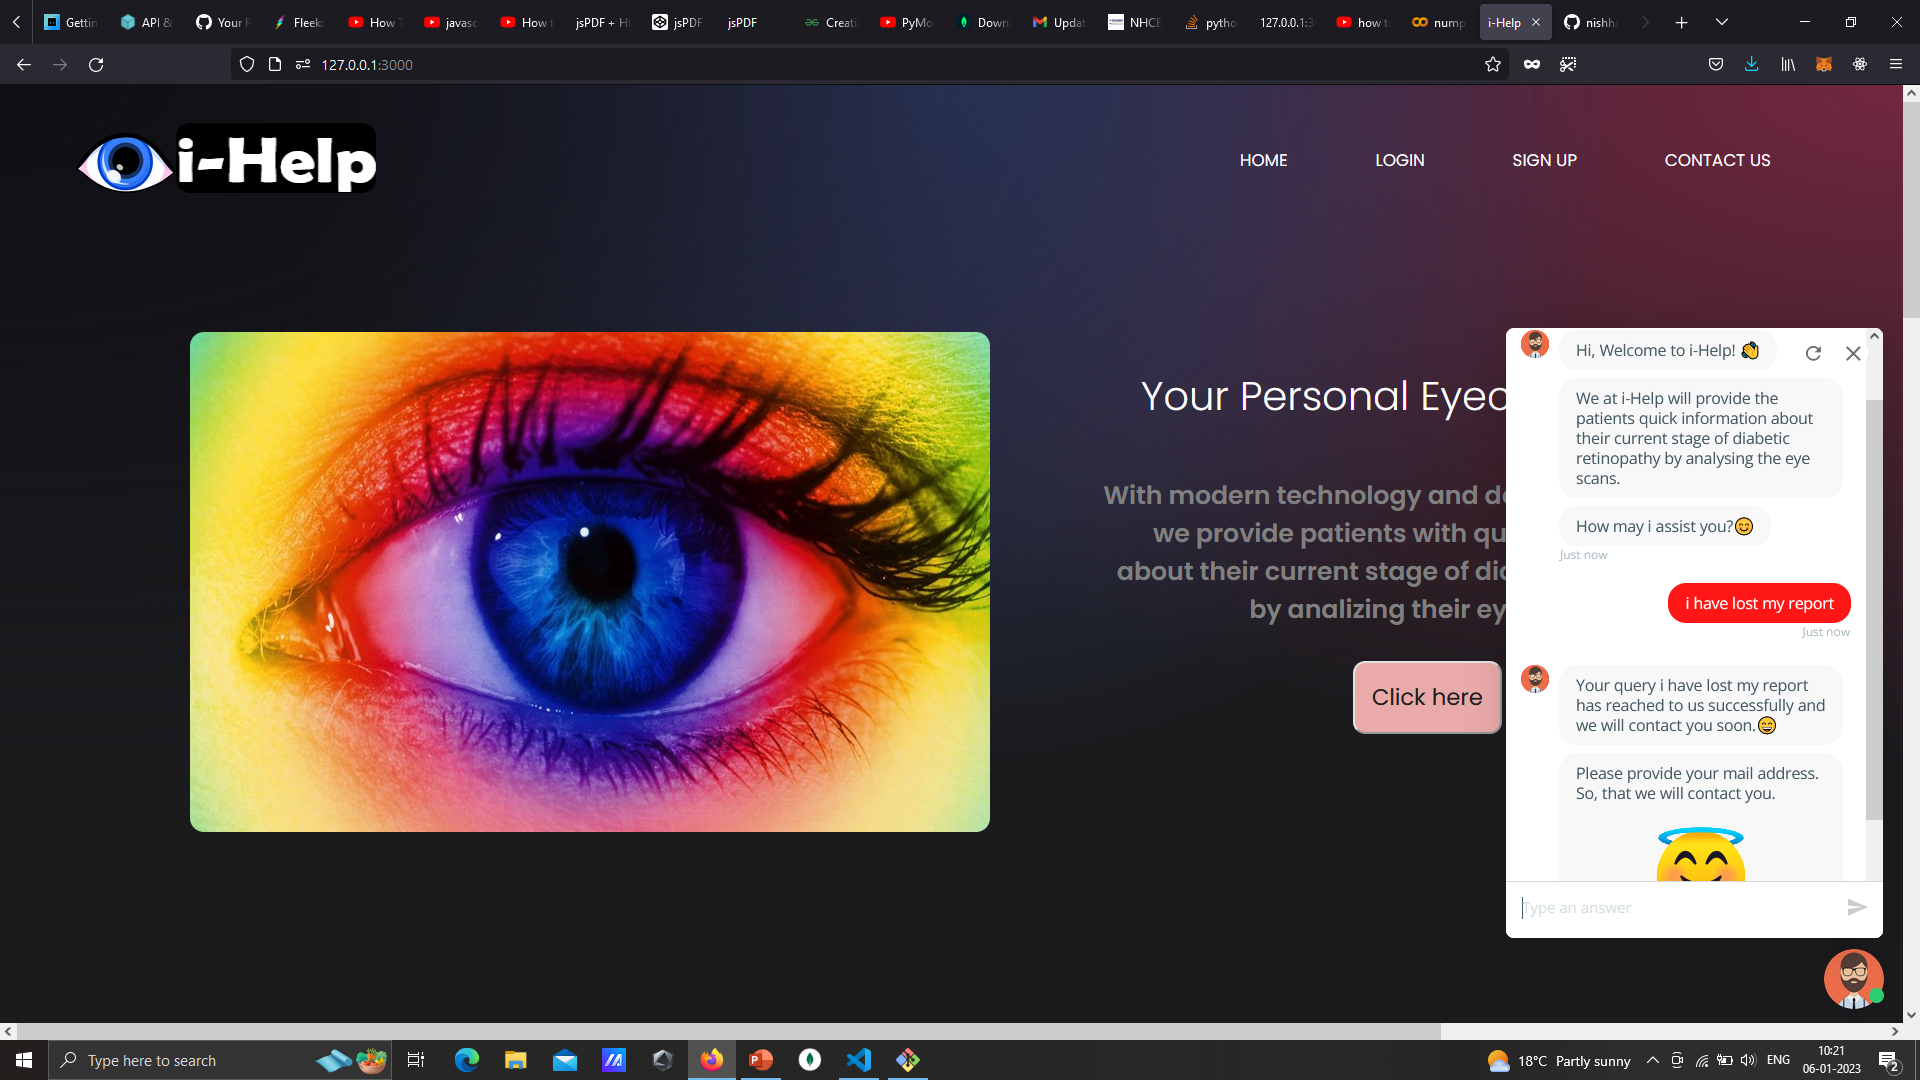 Gettin
API &
Your F
Fleek
How T
javasc
How t
jsPDF + H
jsPDF
jsPDF
Creati
PyMo
Down
Updat
NHCE
pytho
127.0.0.1:3
how t
nump
i-Help
nishh
127.0.0.1:3000
i-Help
HOME
LOGIN
SIGN UP
CONTACT US
Your Personal Eyec
With modern technology and de
we provide patients with qu
about their current stage of dia
by analizing their ey
Click here
Hi, Welcome to i-Help! 👏
We at i-Help will provide the
patients quick information about
their current stage of diabetic
retinopathy by analysing the eye
scans.
How may i assist you?😊
Just now
i have lost my report
Just now
Your query i have lost my report
has reached to us successfully and
we will contact you soon.😄
Please provide your mail address.
So, that we will contact you.
Type an answer
Type here to search
18°C Partly sunny
ENG
10:21
06-01-2023
2